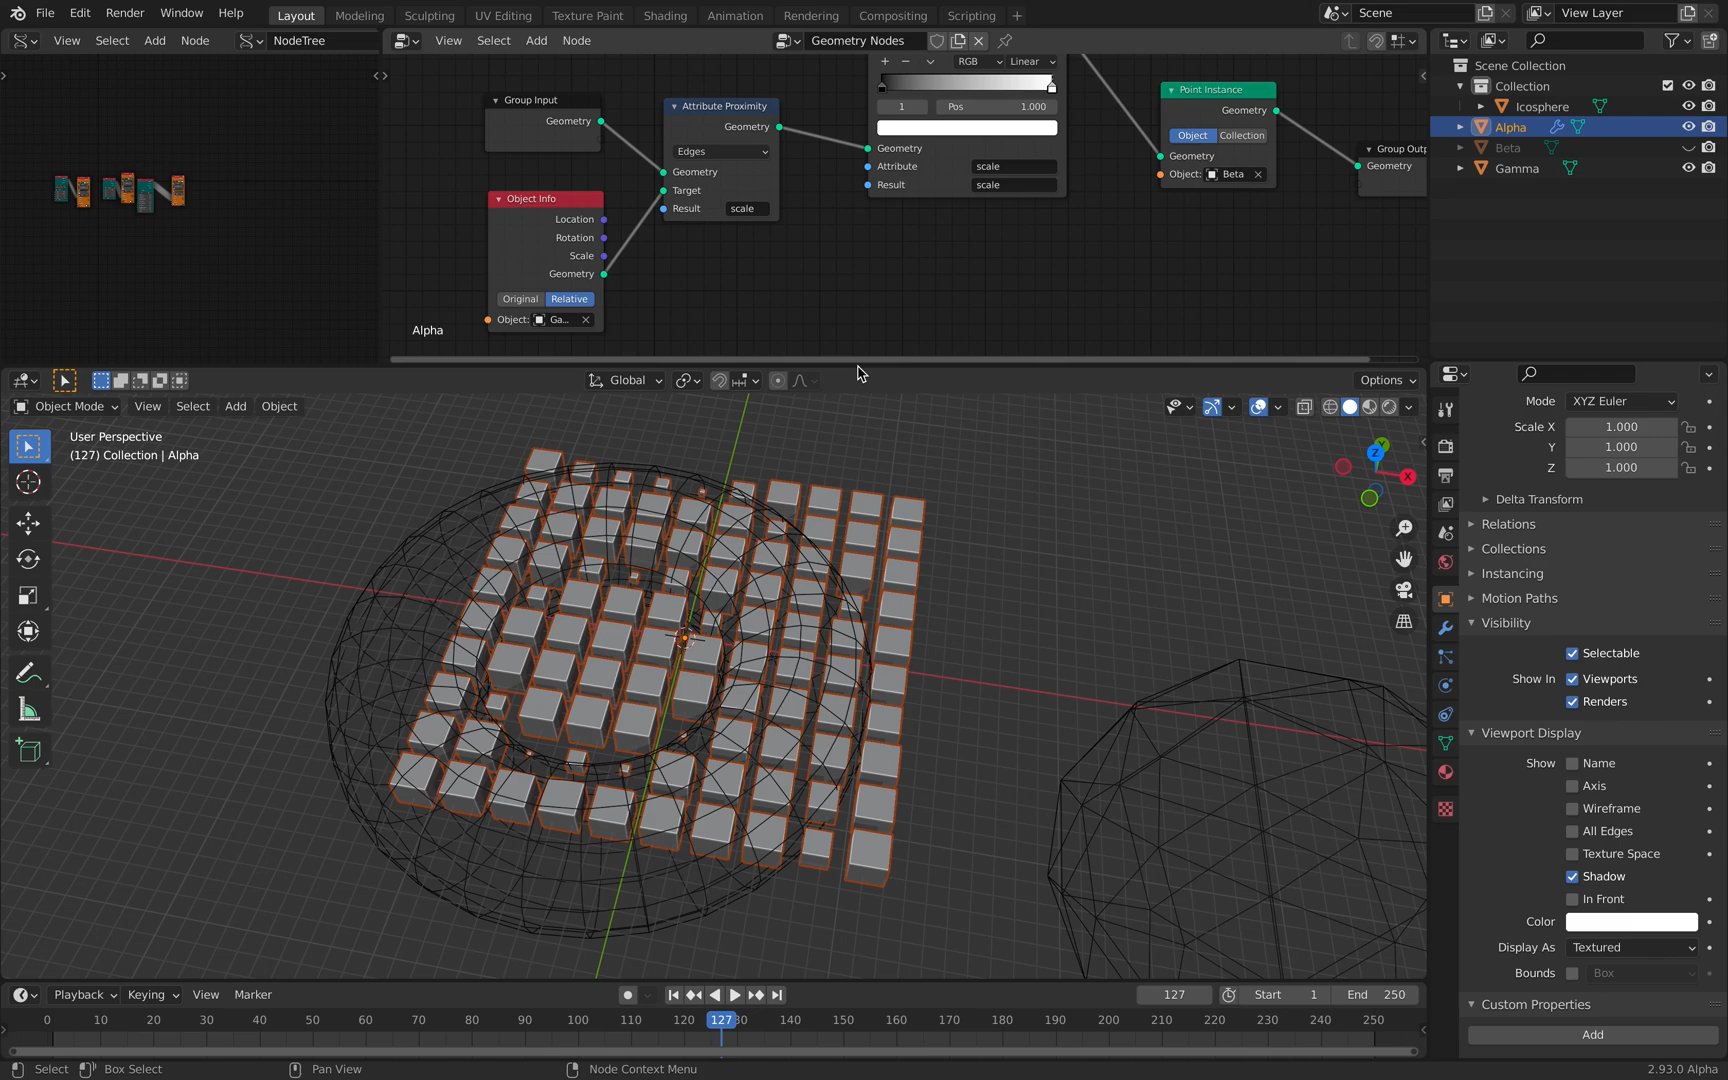 File Edit Render Window Help
Layout Modeling Sculpting UV Editing Texture Paint Shading Animation Rendering Compositing Scripting +
Scene
View Layer
View Select Add Node NodeTree
View Select Add Node Geometry Nodes
Scene Collection
Collection
Icosphere
Alpha
Beta
Gamma
Group Input
Geometry
Object Info
Location
Rotation
Scale
Geometry
Original Relative
Object: Ga...
Attribute Proximity
Geometry
Edges
Geometry
Target
Result scale
RGB Linear
1 Pos 1.000
Geometry
Attribute scale
Result scale
Point Instance
Geometry
Object Collection
Geometry
Object: Beta
Group Outp
Geometry
Alpha
Global
Options
Object Mode View Select Add Object
User Perspective
(127) Collection | Alpha
Z
X
Y
Mode XYZ Euler
Scale X 1.000
Y 1.000
Z 1.000
Delta Transform
Relations
Collections
Instancing
Motion Paths
Visibility
Selectable
Show In Viewports
Renders
Viewport Display
Show Name
Axis
Wireframe
All Edges
Texture Space
Shadow
In Front
Color
Display As Textured
Bounds Box
Custom Properties
Add
Playback Keying View Marker
127 Start 1 End 250
0 10 20 30 40 50 60 70 80 90 100 110 120 127 30 140 150 160 170 180 190 200 210 220 230 240 250
Select Box Select Pan View Node Context Menu 2.93.0 Alpha